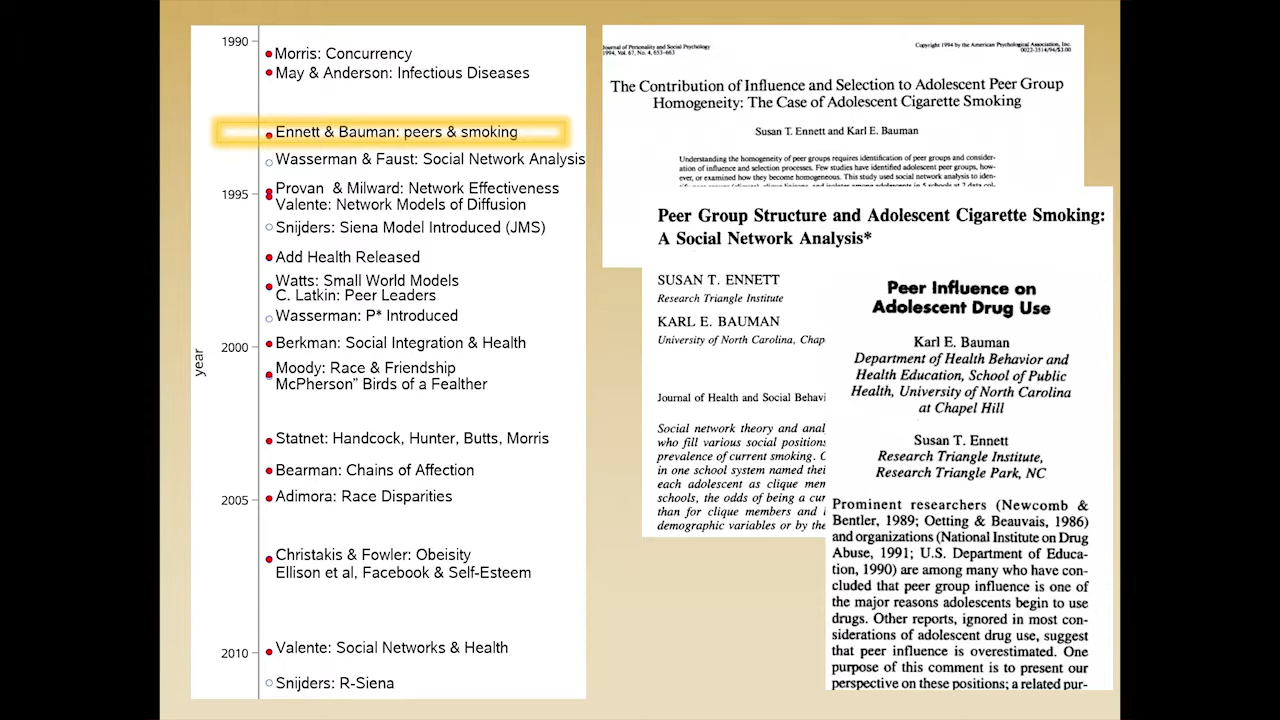 1990
Morris: Concurrency
May & Anderson: Infectious Diseases
Ennett & Bauman: peers & smoking
Wasserman & Faust: Social Network Analysis
1995
Provan & Milward: Network Effectiveness
Valente: Network Models of Diffusion
Snijders: Siena Model Introduced (JMS)
Add Health Released
Watts: Small World Models
C. Latkin: Peer Leaders
Wasserman: P* Introduced
year
2000
Berkman: Social Integration & Health
Moody: Race & Friendship
McPherson" Birds of a Fealther
Statnet: Handcock, Hunter, Butts, Morris
Bearman: Chains of Affection
2005
Adimora: Race Disparities
Christakis & Fowler: Obeisity
Ellison et al, Facebook & Self-Esteem
2010
Valente: Social Networks & Health
Snijders: R-Siena
Journal of Personality and Social Psychology
1994, Vol. 67, No. 4, 653-663
Copyright 1994 by the American Psychological Association, Inc.
0022-3514/94/$3.00
The Contribution of Influence and Selection to Adolescent Peer Group
Homogeneity: The Case of Adolescent Cigarette Smoking
Susan T. Ennett and Karl E. Bauman
Understanding the homogeneity of peer groups requires identification of peer groups and consider-
ation of influence and selection processes. Few studies have identified adolescent peer groups, how-
ever, or examined how they become homogeneous. This study used social network analysis to iden-
Peer Group Structure and Adolescent Cigarette Smoking:
A Social Network Analysis*
SUSAN T. ENNETT
Research Triangle Institute
KARL E. BAUMAN
University of North Carolina, Chap
Journal of Health and Social Behavi
Social network theory and anal
who fill various social positions
prevalence of current smoking.
in one school system named thei
each adolescent as clique mem
schools, the odds of being a cur
than for clique members and
demographic variables or by the
Peer Influence on
Adolescent Drug Use
Karl E. Bauman
Department of Health Behavior and
Health Education, School of Public
Health, University of North Carolina
at Chapel Hill
Susan T. Ennett
Research Triangle Institute,
Research Triangle Park, NC
Prominent researchers (Newcomb &
Bentler, 1989; Oetting & Beauvais, 1986)
and organizations (National Institute on Drug
Abuse, 1991; U.S. Department of Educa-
tion, 1990) are among many who have con-
cluded that peer group influence is one of
the major reasons adolescents begin to use
drugs. Other reports, ignored in most con-
siderations of adolescent drug use, suggest
that peer influence is overestimated. One
purpose of this comment is to present our
perspective on these positions; a related pur-